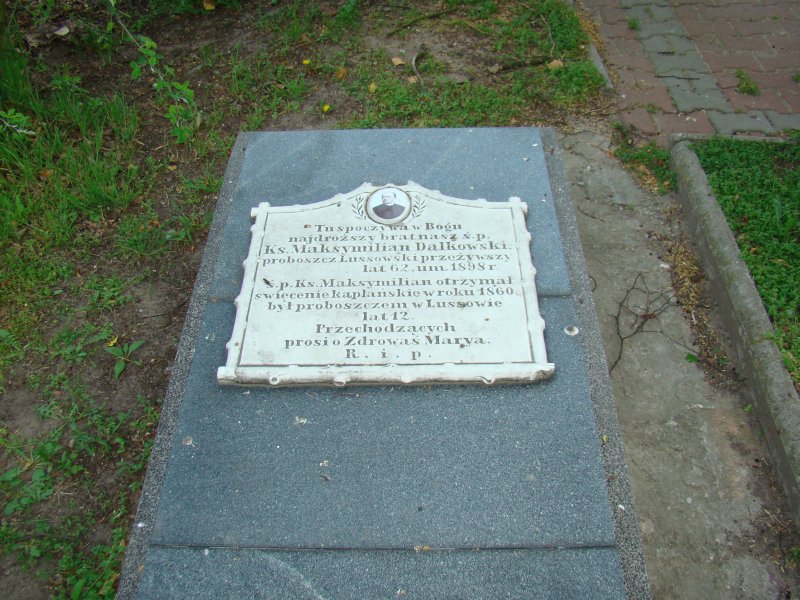 Tu spoczywa w Bogu
najdroższy brat nasz ś.p.
Ks. Maksymilian Dalkowski.
proboszcz Lussowski przeżywszy
lat 62. um. 1898 r.
Ś.p. Ks. Maksymilian otrzymał
święcenie kapłańskie w roku 1860.
był proboszczem w Lussowie
lat 12.
Przechodzących
prosi o Zdrowaś Marya.
R. i p.